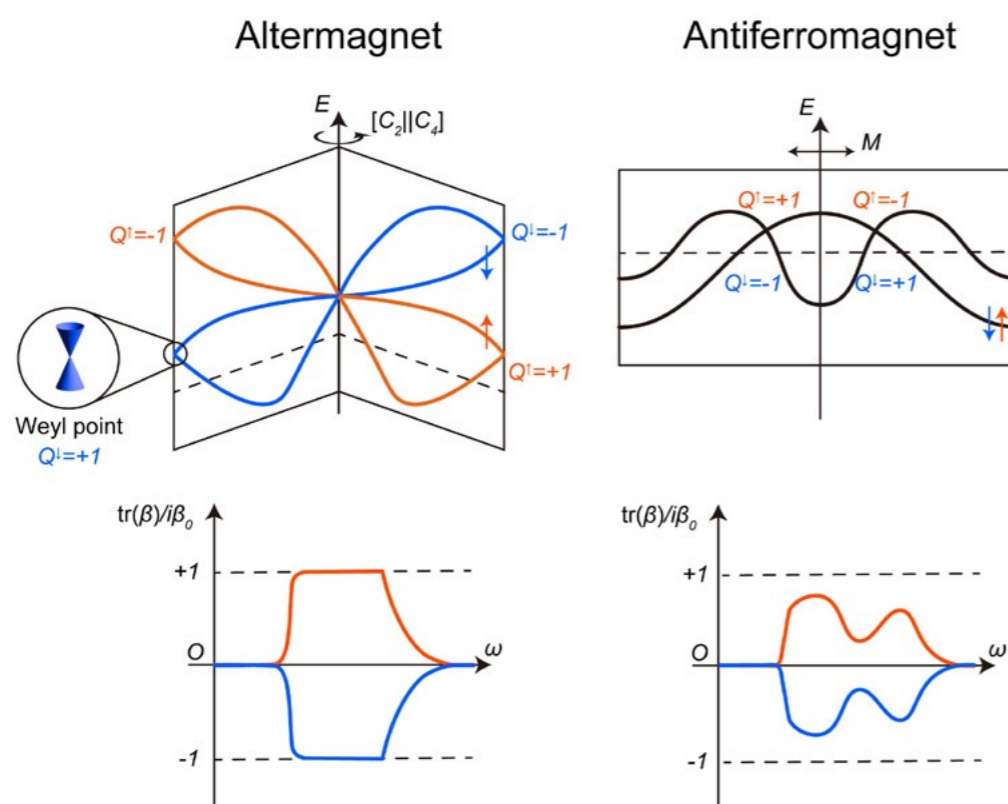 Altermagnet
E
[C₂||C₄]
Q↑=-1
Q↓=-1
Q↑=+1
Weyl point
Q↓=+1
Antiferromagnet
E
M
Q↑=+1
Q↑=-1
Q↓=-1
Q↓=+1
tr(β)/iβ₀
+1
O
ω
-1
tr(β)/iβ₀
+1
O
ω
-1